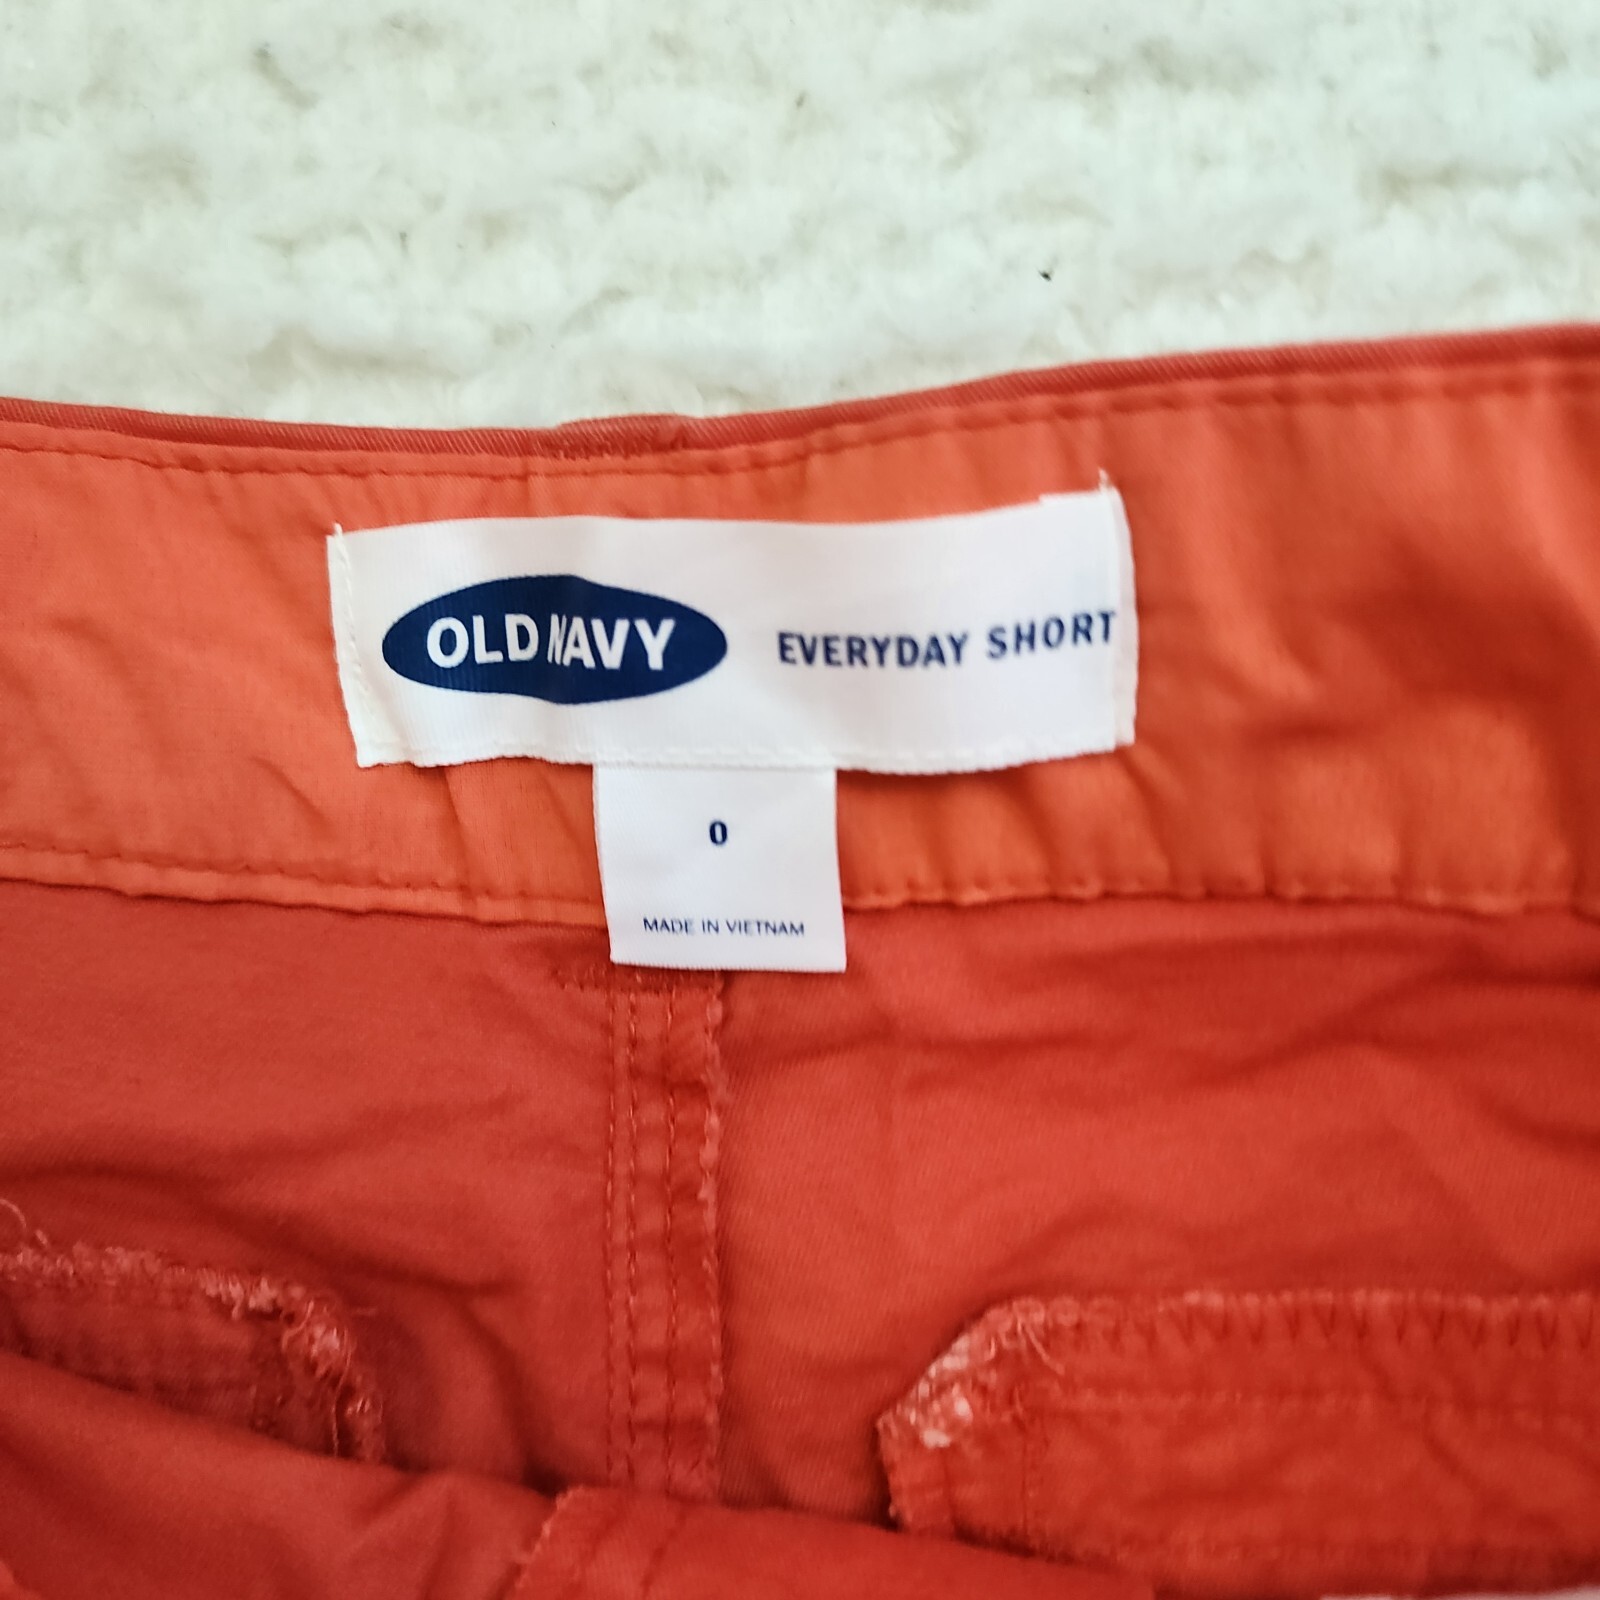 OLD NAVY EVERYDAY SHORT
0
MADE IN VIETNAM